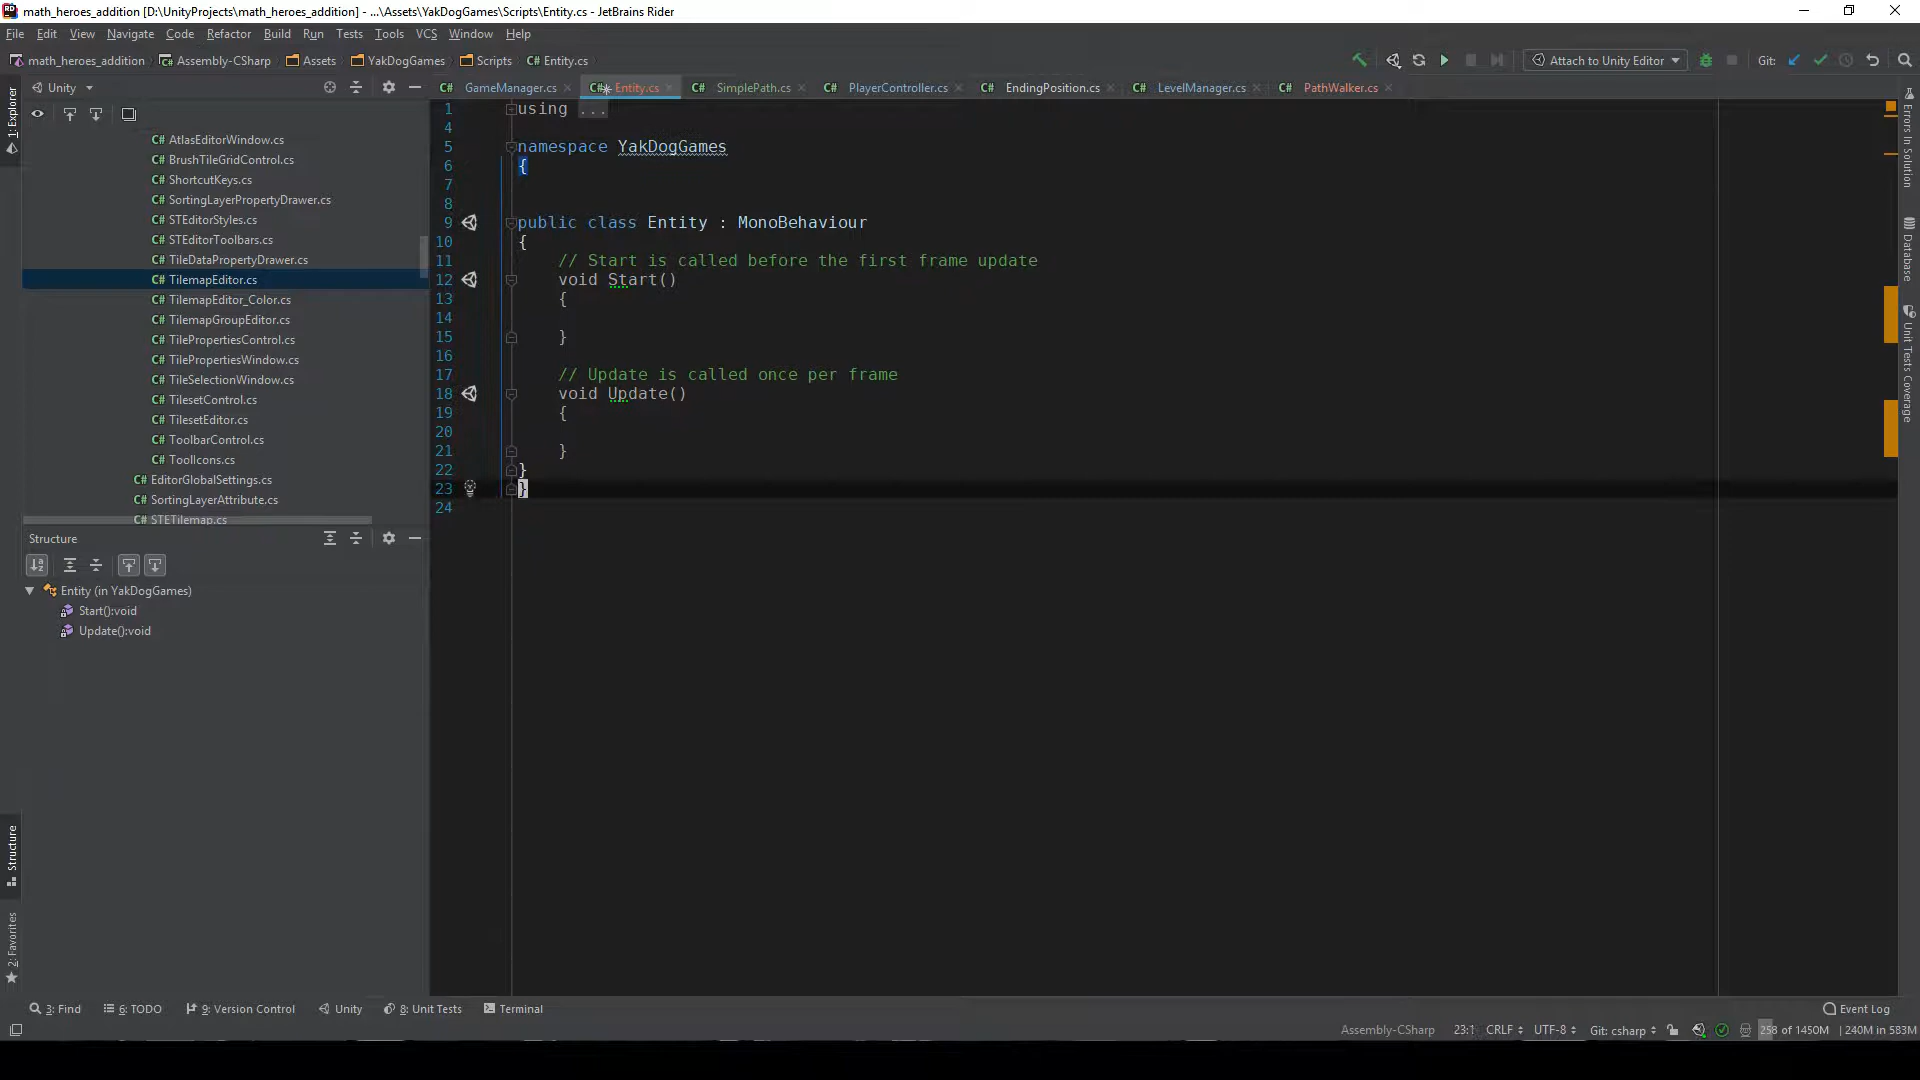 math_heroes_addition [D:\UnityProjects\math_heroes_addition] - ...\Assets\YakDogGames\Scripts\Entity.cs - JetBrains Rider
File Edit View Navigate Code Refactor Build Run Tests Tools VCS Window Help
math_heroes_addition Assembly-CSharp Assets YakDogGames Scripts C# Entity.cs Attach to Unity Editor Git:
Unity
C# GameManager.cs C# Entity.cs C# SimplePath.cs C# PlayerController.cs C# EndingPosition.cs C# LevelManager.cs C# PathWalker.cs
1: Explorer
C# AtlasEditorWindow.cs
C# BrushTileGridControl.cs
C# ShortcutKeys.cs
C# SortingLayerPropertyDrawer.cs
C# STEditorStyles.cs
C# STEditorToolbars.cs
C# TileDataPropertyDrawer.cs
C# TilemapEditor.cs
C# TilemapEditor_Color.cs
C# TilemapGroupEditor.cs
C# TilePropertiesControl.cs
C# TilePropertiesWindow.cs
C# TileSelectionWindow.cs
C# TilesetControl.cs
C# TilesetEditor.cs
C# ToolbarControl.cs
C# ToolIcons.cs
C# EditorGlobalSettings.cs
C# SortingLayerAttribute.cs
C# STETilemap.cs
Structure
Entity (in YakDogGames)
Start():void
Update():void
Structure
2: Favorites
1 using ...
4
5 namespace YakDogGames
6 {
7
8
9 public class Entity : MonoBehaviour
10 {
11 // Start is called before the first frame update
12 void Start()
13 {
14
15 }
16
17 // Update is called once per frame
18 void Update()
19 {
20
21 }
22 }
23 }
24
Errors In Solution
Database
Unit Tests Coverage
3: Find 6: TODO 9: Version Control Unity 8: Unit Tests Terminal Event Log
Assembly-CSharp 23:1 CRLF UTF-8 Git: csharp 258 of 1450M 240M in 583M